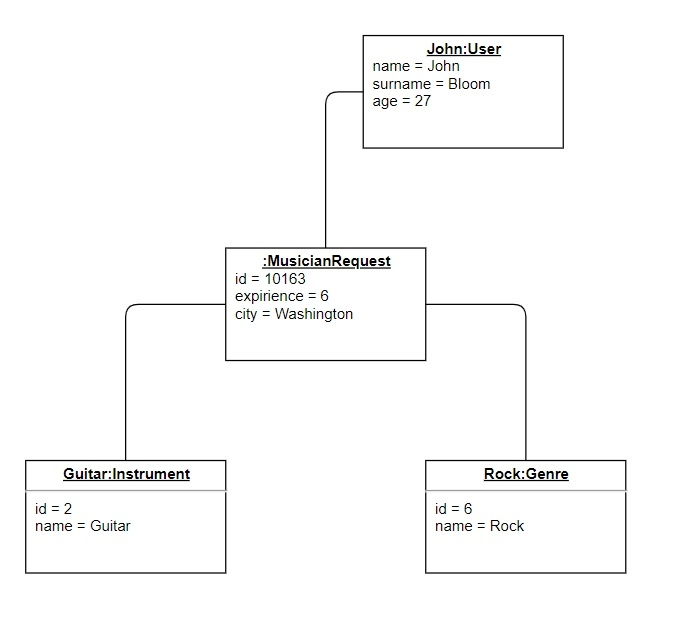 John:User
name = John
surname = Bloom
age = 27
:MusicianRequest
id = 10163
expirience = 6
city = Washington
Guitar:Instrument
id = 2
name = Guitar
Rock:Genre
id = 6
name = Rock